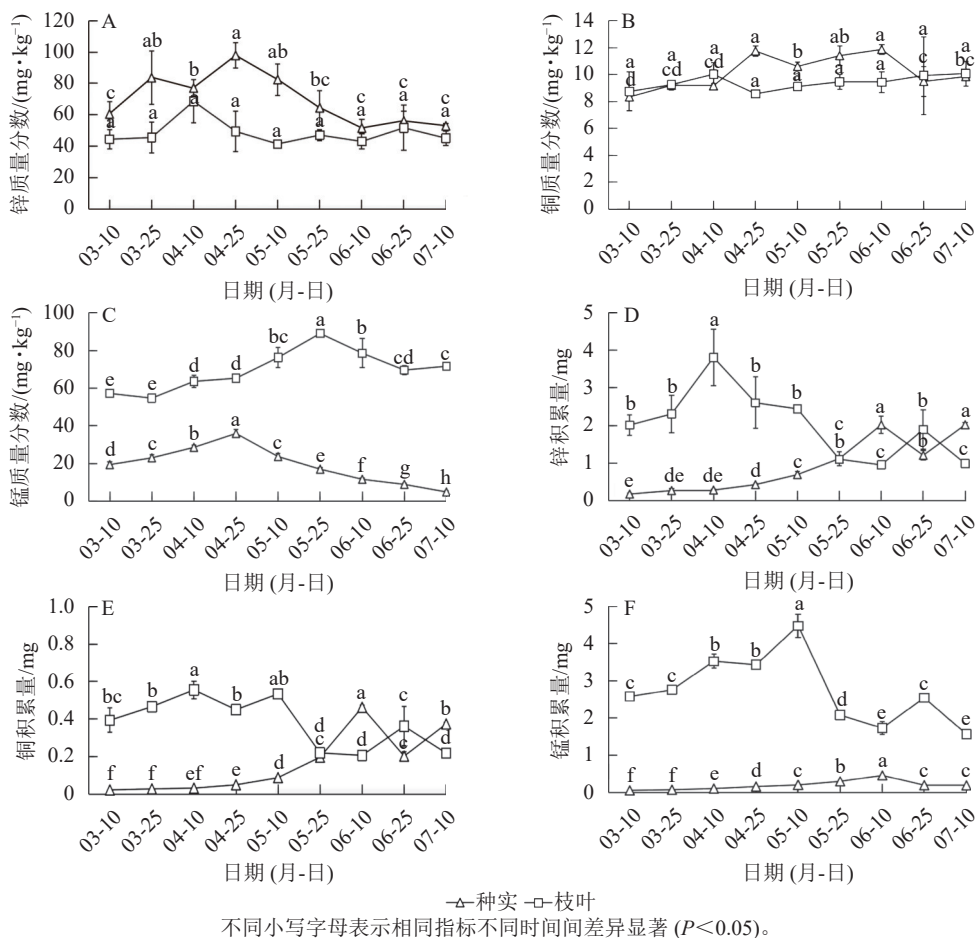 A
锌质量分数/(mg•kg⁻¹)
120
100
80
60
40
20
0
c ab b a ab bc c c c
a a a a a a a a a
03-10 03-25 04-10 04-25 05-10 05-25 06-10 06-25 07-10
日期 (月-日)
B
铜质量分数/(mg•kg⁻¹)
14
12
10
8
6
4
2
0
a a a a b ab a a a
d cd cd a a a a c bc
03-10 03-25 04-10 04-25 05-10 05-25 06-10 06-25 07-10
日期 (月-日)
C
锰质量分数/(mg•kg⁻¹)
100
80
60
40
20
0
e e d d bc a b cd c
d c b a c e f g h
03-10 03-25 04-10 04-25 05-10 05-25 06-10 06-25 07-10
日期 (月-日)
D
锌积累量/mg
5
4
3
2
1
0
b b a b b c a b a
e de de d c b c b c
03-10 03-25 04-10 04-25 05-10 05-25 06-10 06-25 07-10
日期 (月-日)
E
铜积累量/mg
1.0
0.8
0.6
0.4
0.2
0
bc b a b ab d a c b
f f ef e d c d c d
03-10 03-25 04-10 04-25 05-10 05-25 06-10 06-25 07-10
日期 (月-日)
F
锰积累量/mg
5
4
3
2
1
0
c c b b a d e c e
f f e d c b a c c
03-10 03-25 04-10 04-25 05-10 05-25 06-10 06-25 07-10
日期 (月-日)
种实 枝叶
不同小写字母表示相同指标不同时间间差异显著 (P＜0.05)。